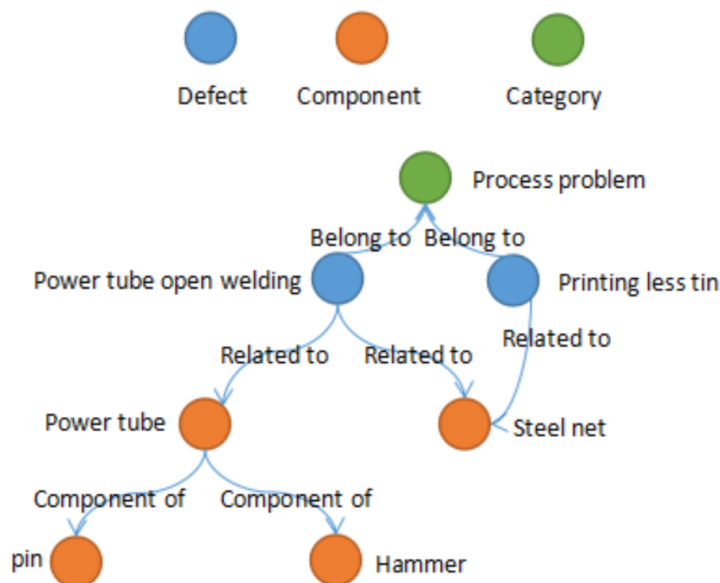 Defect
Component
Category
Process problem
Belong to
Belong to
Power tube open welding
Printing less tin
Related to
Related to
Related to
Power tube
Steel net
Component of
Component of
pin
Hammer